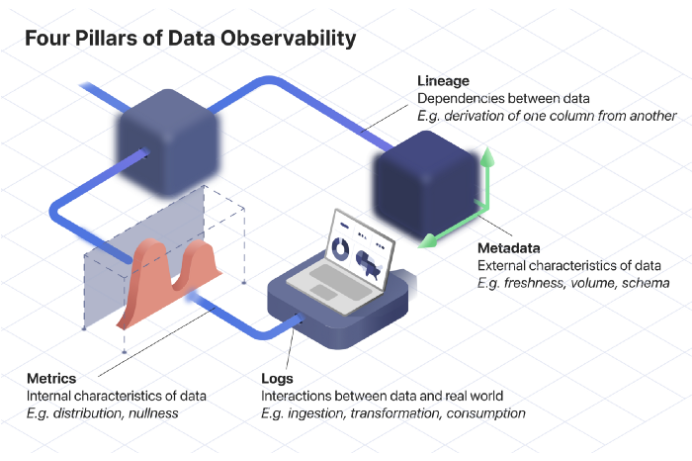 Four Pillars of Data Observability
Lineage
Dependencies between data
E.g. derivation of one column from another
Metadata
External characteristics of data
E.g. freshness, volume, schema
Metrics
Internal characteristics of data
E.g. distribution, nullness
Logs
Interactions between data and real world
E.g. ingestion, transformation, consumption